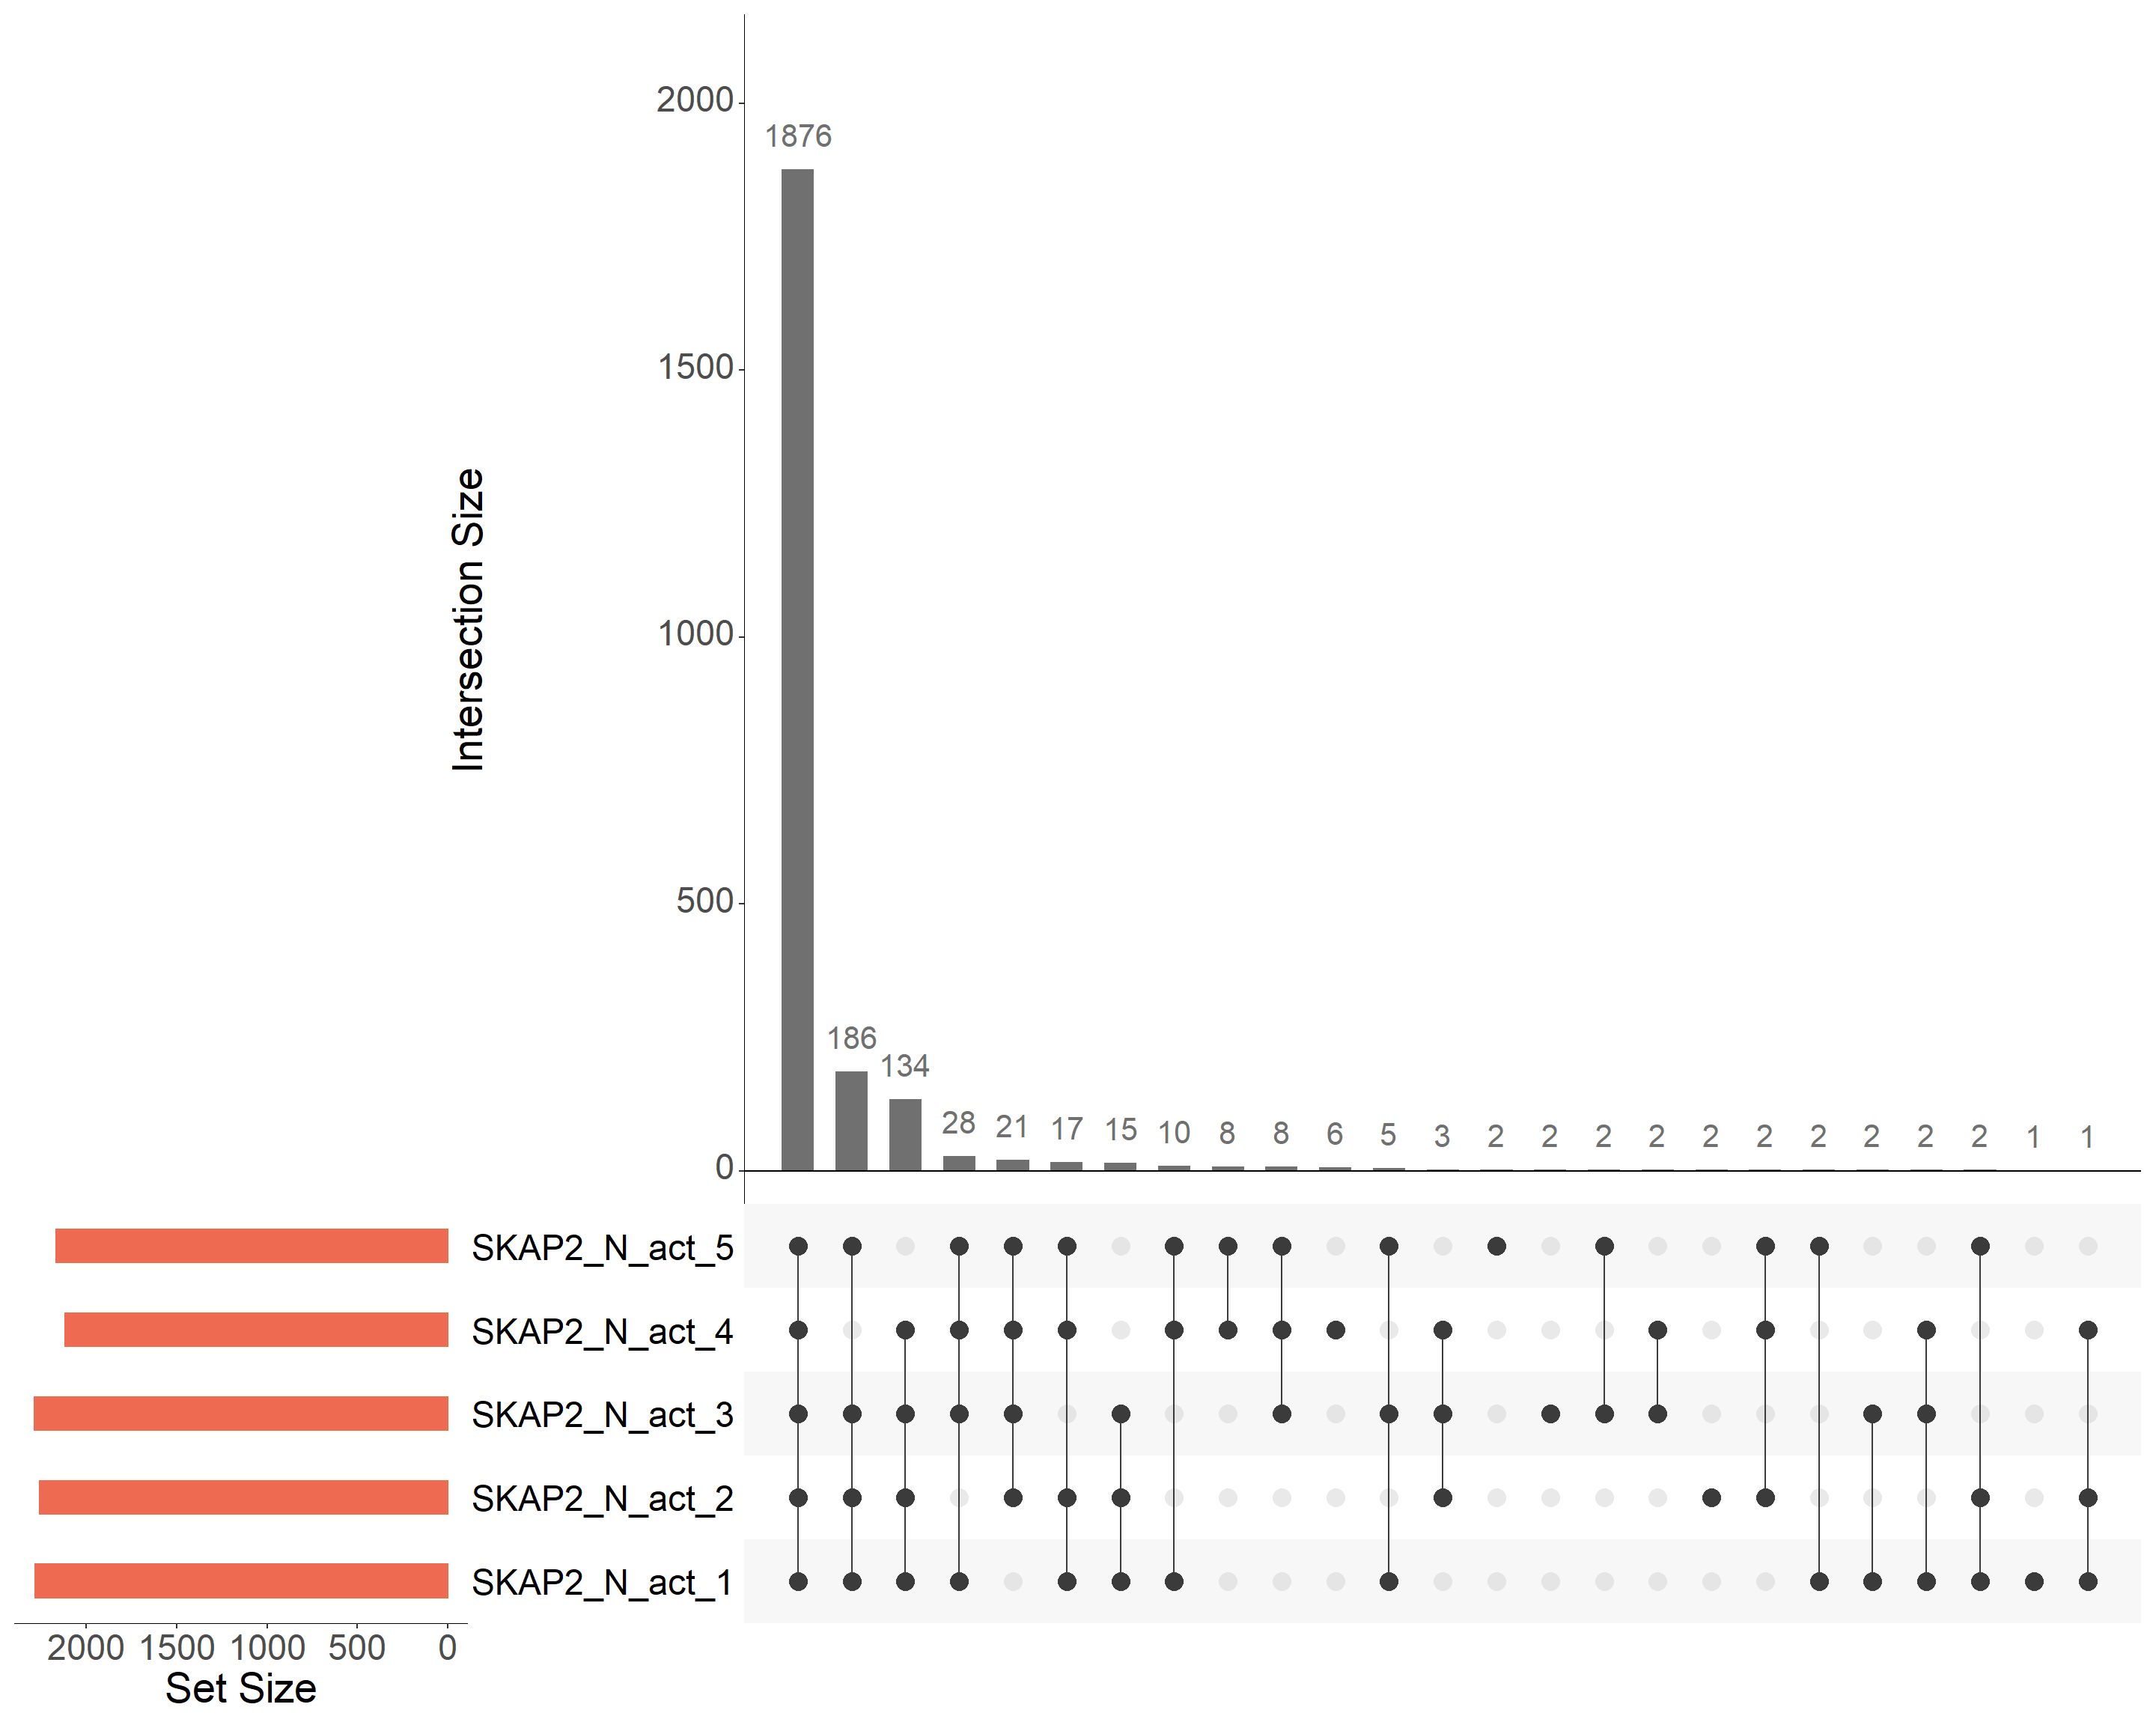 2000
1876
1500
Intersection Size
1000
500
186
134
28 21 17 15 10 8 8 6 5 3 2 2 2 2 2 2 2 2 2 2 1 1
0
SKAP2_N_act_5
SKAP2_N_act_4
SKAP2_N_act_3
SKAP2_N_act_2
SKAP2_N_act_1
2000 1500 1000 500 0
Set Size